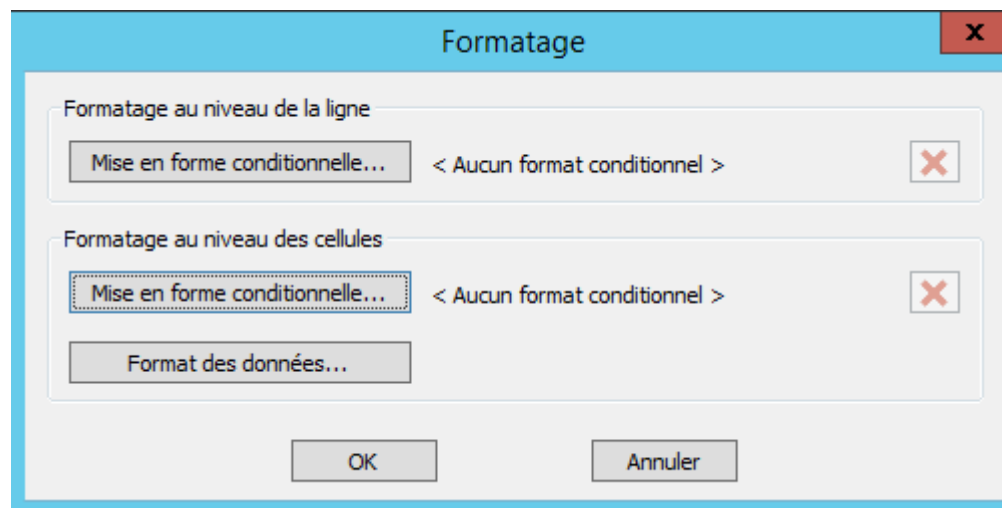 Formatage
x
Formatage au niveau de la ligne
Mise en forme conditionnelle... < Aucun format conditionnel >
Formatage au niveau des cellules
Mise en forme conditionnelle... < Aucun format conditionnel >
Format des données...
OK Annuler